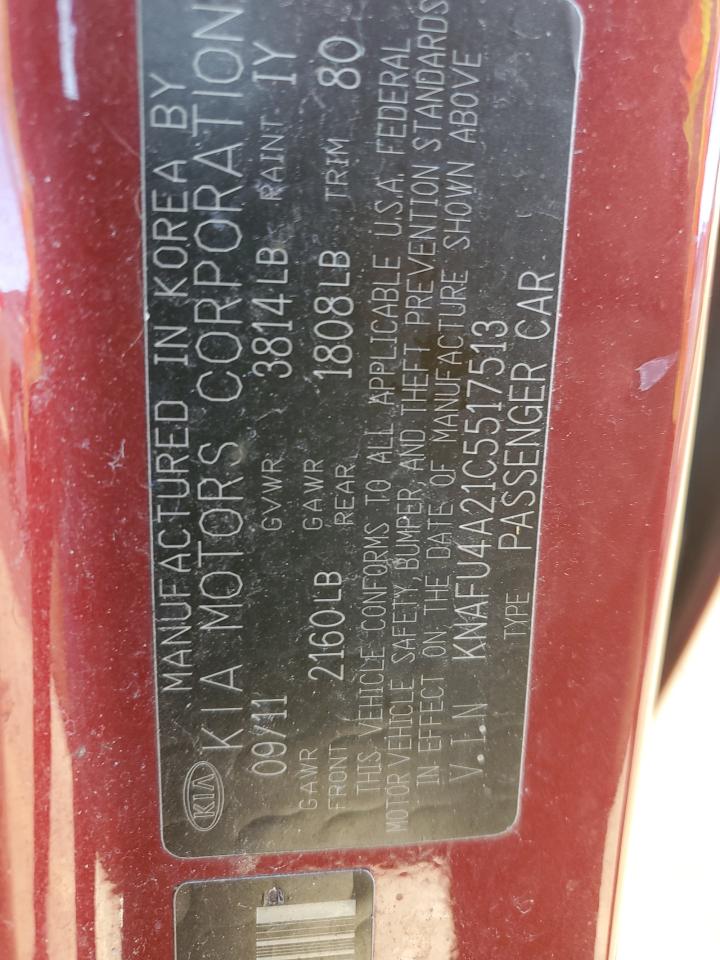 KIA
MANUFACTURED IN KOREA BY
KIA MOTORS CORPORATION
09/11 GVWR 3814LB PAINT IY
GAWR FRONT 2160LB GAWR REAR 1808LB TRIM 80
THIS VEHICLE CONFORMS TO ALL APPLICABLE U.S.A. FEDERAL
MOTOR VEHICLE SAFETY, BUMPER, AND THEFT PREVENTION STANDARDS
IN EFFECT ON THE DATE OF MANUFACTURE SHOWN ABOVE
V.I.N KNAFU4A21C5517513
TYPE PASSENGER CAR